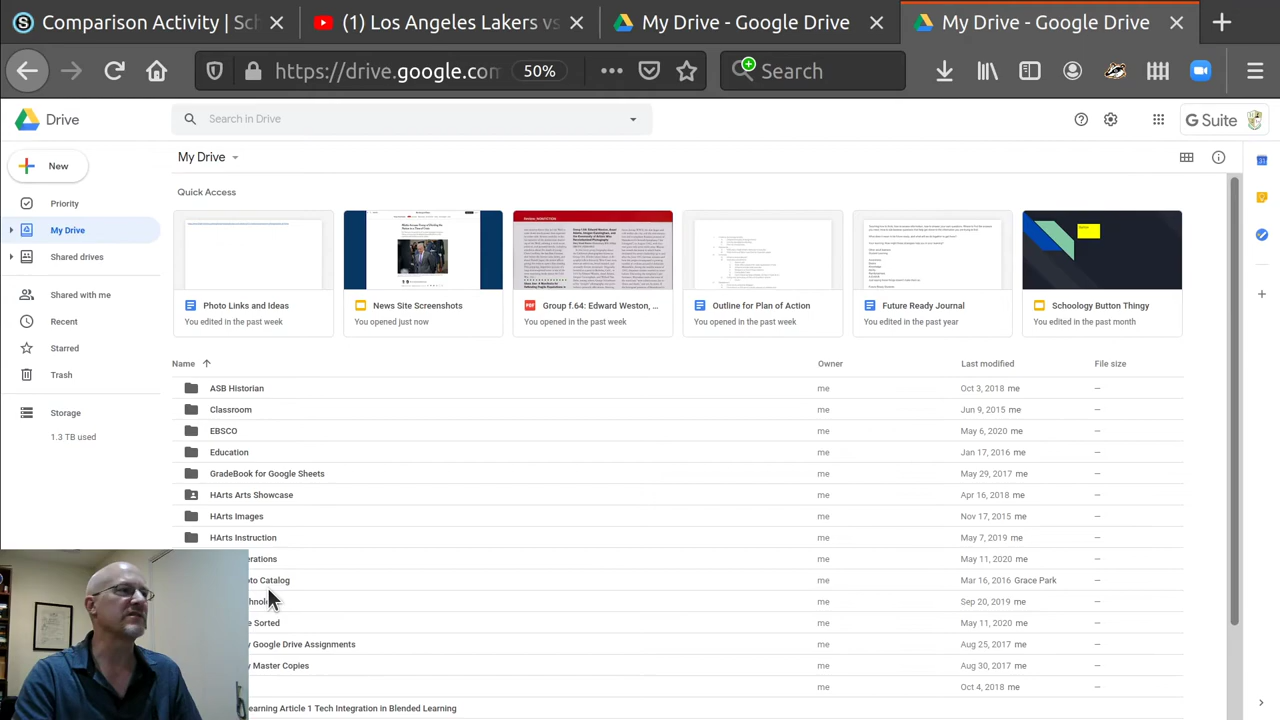 Comparison Activity | Sch
(1) Los Angeles Lakers vs
My Drive - Google Drive
My Drive - Google Drive
https://drive.google.com
50%
Search
Drive
Search in Drive
G Suite
New
My Drive
Priority
My Drive
Shared drives
Shared with me
Recent
Starred
Trash
Storage
1.3 TB used
Quick Access
Photo Links and Ideas
You edited in the past week
News Site Screenshots
You opened just now
Group f.64: Edward Weston, ...
You opened in the past week
Outline for Plan of Action
You opened in the past week
Future Ready Journal
You edited in the past year
Schoology Button Thingy
You edited in the past month
Name Owner Last modified File size
ASB Historian me Oct 3, 2018 me –
Classroom me Jun 9, 2015 me –
EBSCO me May 6, 2020 me –
Education me Jan 17, 2016 me –
GradeBook for Google Sheets me May 29, 2017 me –
HArts Arts Showcase me Apr 16, 2018 me –
HArts Images me Nov 17, 2015 me –
HArts Instruction me May 7, 2019 me –
erations me May 11, 2020 me –
oto Catalog me Mar 16, 2016 Grace Park –
me Sep 20, 2019 me –
e Sorted me May 11, 2020 me –
y Google Drive Assignments me Aug 25, 2017 me –
y Master Copies me Aug 30, 2017 me –
me Oct 4, 2018 me –
earning Article 1 Tech Integration in Blended Learning